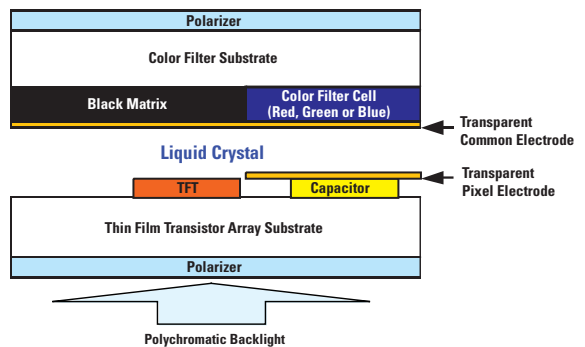 Polarizer
Color Filter Substrate
Black Matrix
Color Filter Cell
(Red, Green or Blue)
Transparent
Common Electrode
Liquid Crystal
Transparent
Pixel Electrode
TFT
Capacitor
Thin Film Transistor Array Substrate
Polarizer
Polychromatic Backlight